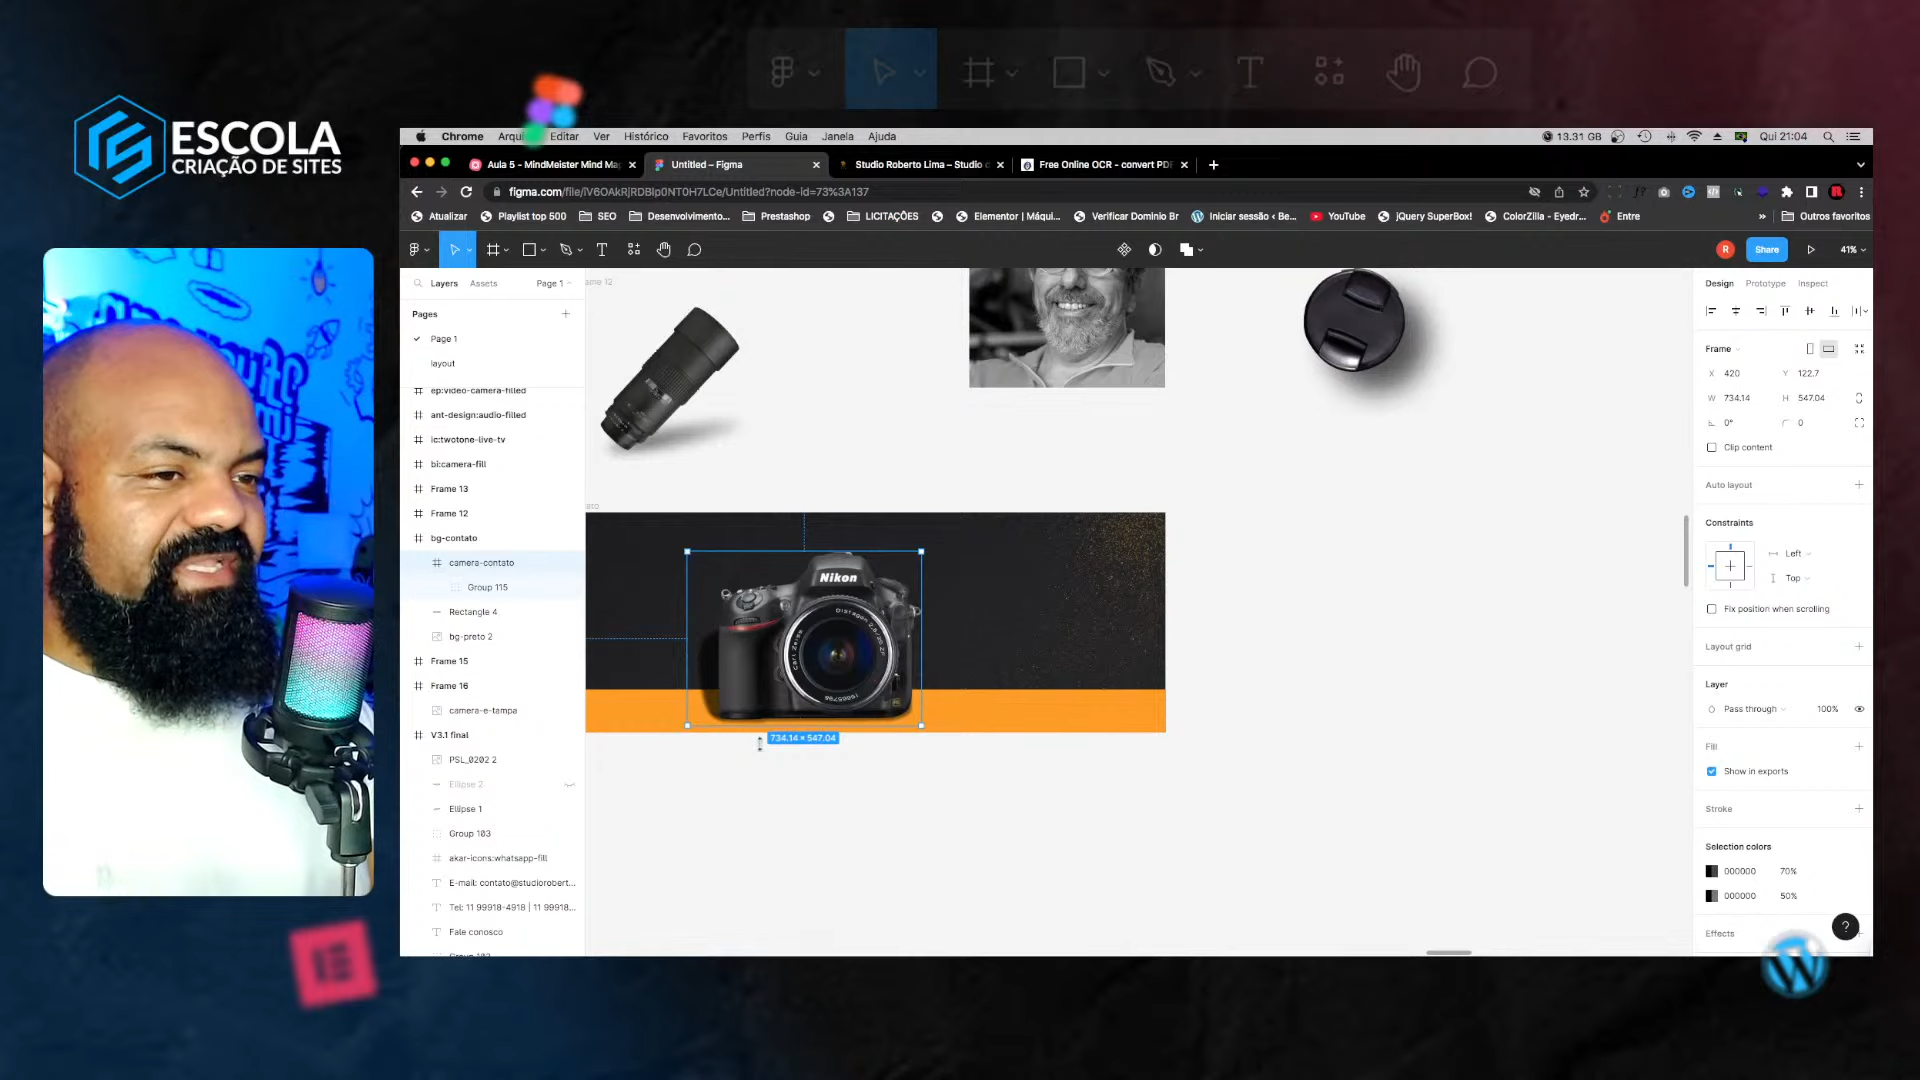 ESCOLA
CRIAÇÃO DE SITES
Chrome Arqui Editar Ver Histórico Favoritos Perfis Guia Janela Ajuda
13.31 GB Qui 21:04
Aula 5 - MindMeister Mind Ma
Untitled – Figma
Studio Roberto Lima – Studio
Free Online OCR - convert PDF
figma.com/file/iV6OAkRjRDBip0NT0H7LCe/Untitled?node-id=73%3A137
Atualizar
Playlist top 500
SEO
Desenvolvimento...
Prestashop
LICITAÇÕES
Elementor | Máqui...
Verificar Dominio Br
Iniciar sessão ‹ Be...
YouTube
jQuery SuperBox!
ColorZilla - Eyedr...
Entre
»
Outros favoritos
R
Share
41%
Layers
Assets
Page 1
Pages
Page 1
layout
ep:video-camera-filled
ant-design:audio-filled
ic:twotone-live-tv
bi:camera-fill
Frame 13
Frame 12
bg-contato
camera-contato
Group 115
Rectangle 4
bg-preto 2
Frame 15
Frame 16
camera-e-tampa
V3.1 final
PSL_0202 2
Ellipse 2
Ellipse 1
Group 103
akar-icons:whatsapp-fill
E-mail: contato@studiorobert...
Tel: 11 99918-4918 | 11 99918...
Fale conosco
Nikon
Carl Zeiss
Distagon
734.14 × 547.04
Design
Prototype
Inspect
Frame
X 420
Y 122.7
W 734.14
H 547.04
0°
0
Clip content
Auto layout
Constraints
Left
Top
Fix position when scrolling
Layout grid
Layer
Pass through
100%
Fill
Show in exports
Stroke
Selection colors
000000 70%
000000 50%
Effects
?